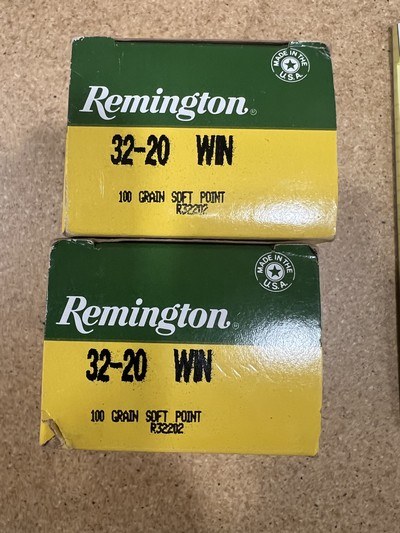 MADE IN THE
U.S.A.
Remington®
32-20 WIN
100 GRAIN SOFT POINT
R32202
MADE IN THE
U.S.A.
Remington®
32-20 WIN
100 GRAIN SOFT POINT
R32202